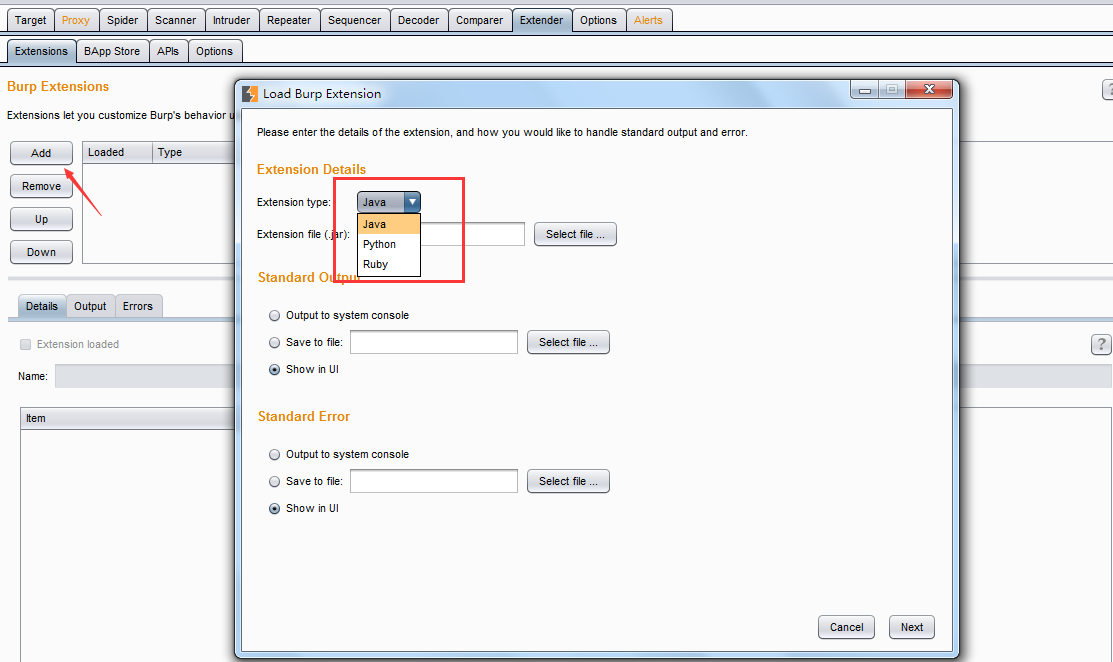 Target Proxy Spider Scanner Intruder Repeater Sequencer Decoder Comparer Extender Options Alerts
Extensions BApp Store APIs Options
Burp Extensions
Extensions let you customize Burp's behavior u
Add
Remove
Up
Down
Loaded Type
Details Output Errors
Extension loaded
Name:
Item
?
?
Load Burp Extension
Please enter the details of the extension, and how you would like to handle standard output and error.
Extension Details
Extension type: Java
Java
Python
Ruby
Extension file (.jar): Select file ...
Standard Outpu
Output to system console
Save to file: Select file ...
Show in UI
Standard Error
Output to system console
Save to file: Select file ...
Show in UI
Cancel Next